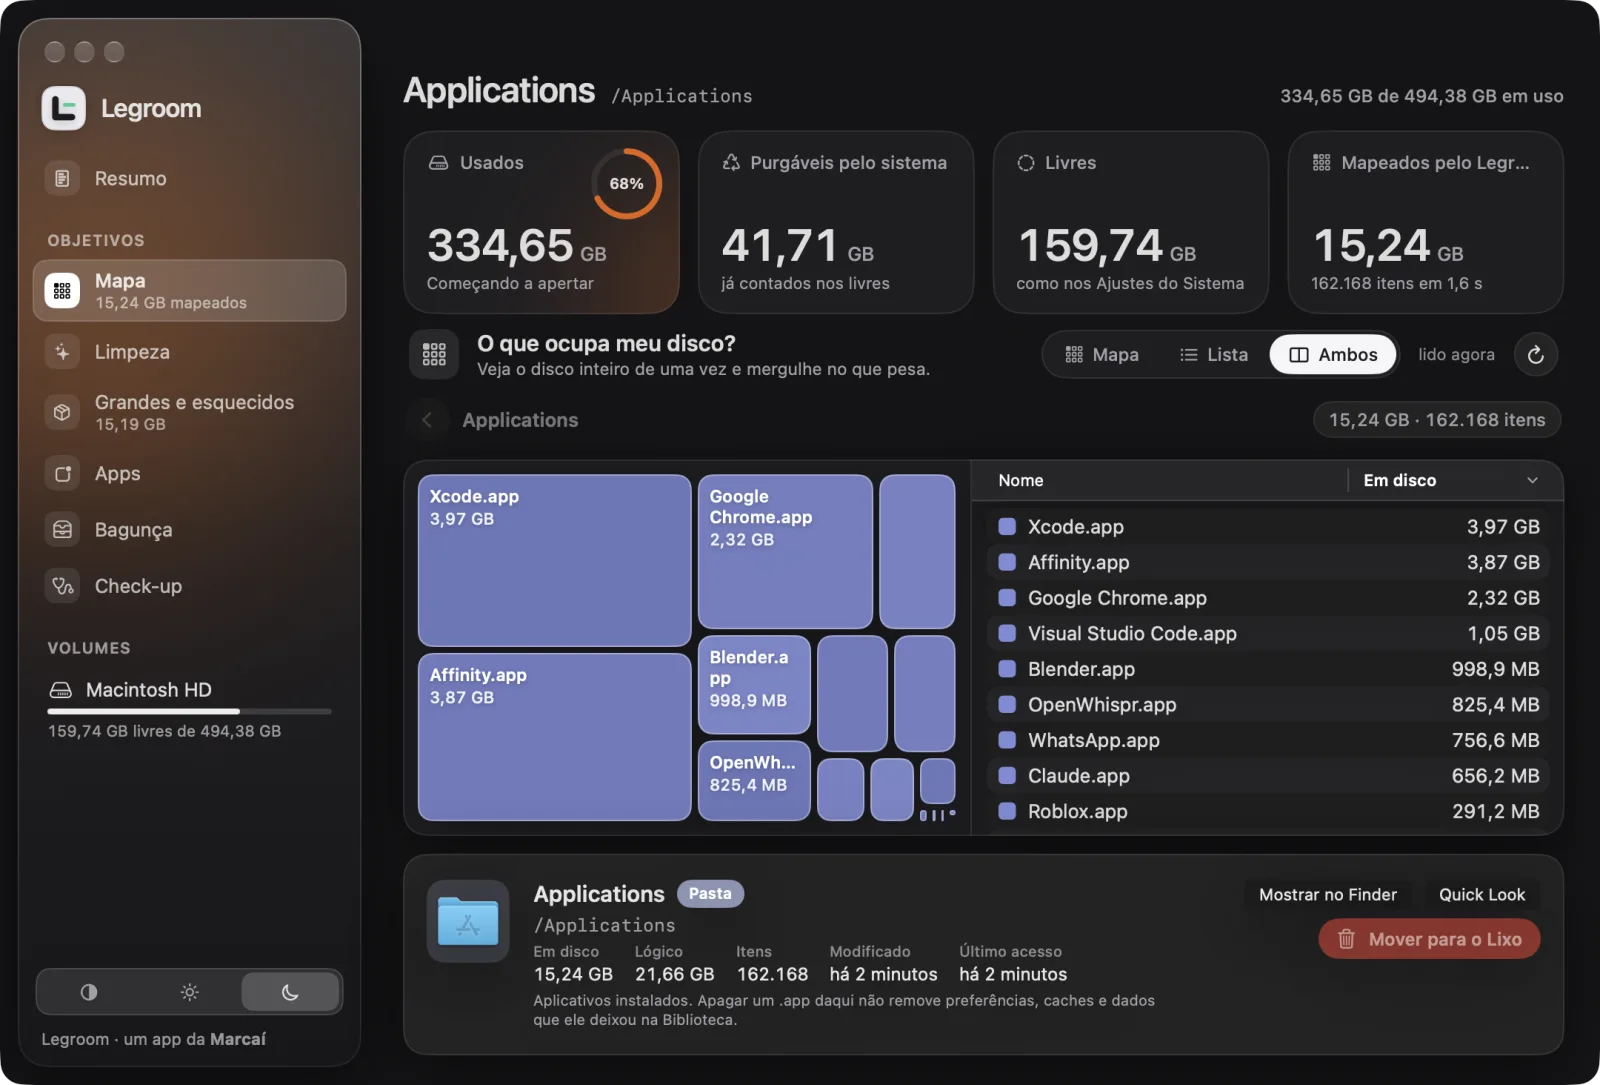 Legroom
Resumo
OBJETIVOS
Mapa
15,24 GB mapeados
Limpeza
Grandes e esquecidos
15,19 GB
Apps
Bagunça
Check-up
VOLUMES
Macintosh HD
159,74 GB livres de 494,38 GB
Legroom · um app da Marcaí
Applications /Applications
334,65 GB de 494,38 GB em uso
Usados
68%
334,65 GB
Começando a apertar
Purgáveis pelo sistema
41,71 GB
já contados nos livres
Livres
159,74 GB
como nos Ajustes do Sistema
Mapeados pelo Legr...
15,24 GB
162.168 itens em 1,6 s
O que ocupa meu disco?
Veja o disco inteiro de uma vez e mergulhe no que pesa.
Mapa
Lista
Ambos
lido agora
Applications
15,24 GB · 162.168 itens
Xcode.app
3,97 GB
Affinity.app
3,87 GB
Google
Chrome.app
2,32 GB
Blender.a
pp
998,9 MB
OpenWh...
825,4 MB
Nome Em disco
Xcode.app 3,97 GB
Affinity.app 3,87 GB
Google Chrome.app 2,32 GB
Visual Studio Code.app 1,05 GB
Blender.app 998,9 MB
OpenWhispr.app 825,4 MB
WhatsApp.app 756,6 MB
Claude.app 656,2 MB
Roblox.app 291,2 MB
Applications Pasta
/Applications
Em disco Lógico Itens Modificado Último acesso
15,24 GB 21,66 GB 162.168 há 2 minutos há 2 minutos
Aplicativos instalados. Apagar um .app daqui não remove preferências, caches e dados
que ele deixou na Biblioteca.
Mostrar no Finder
Quick Look
Mover para o Lixo